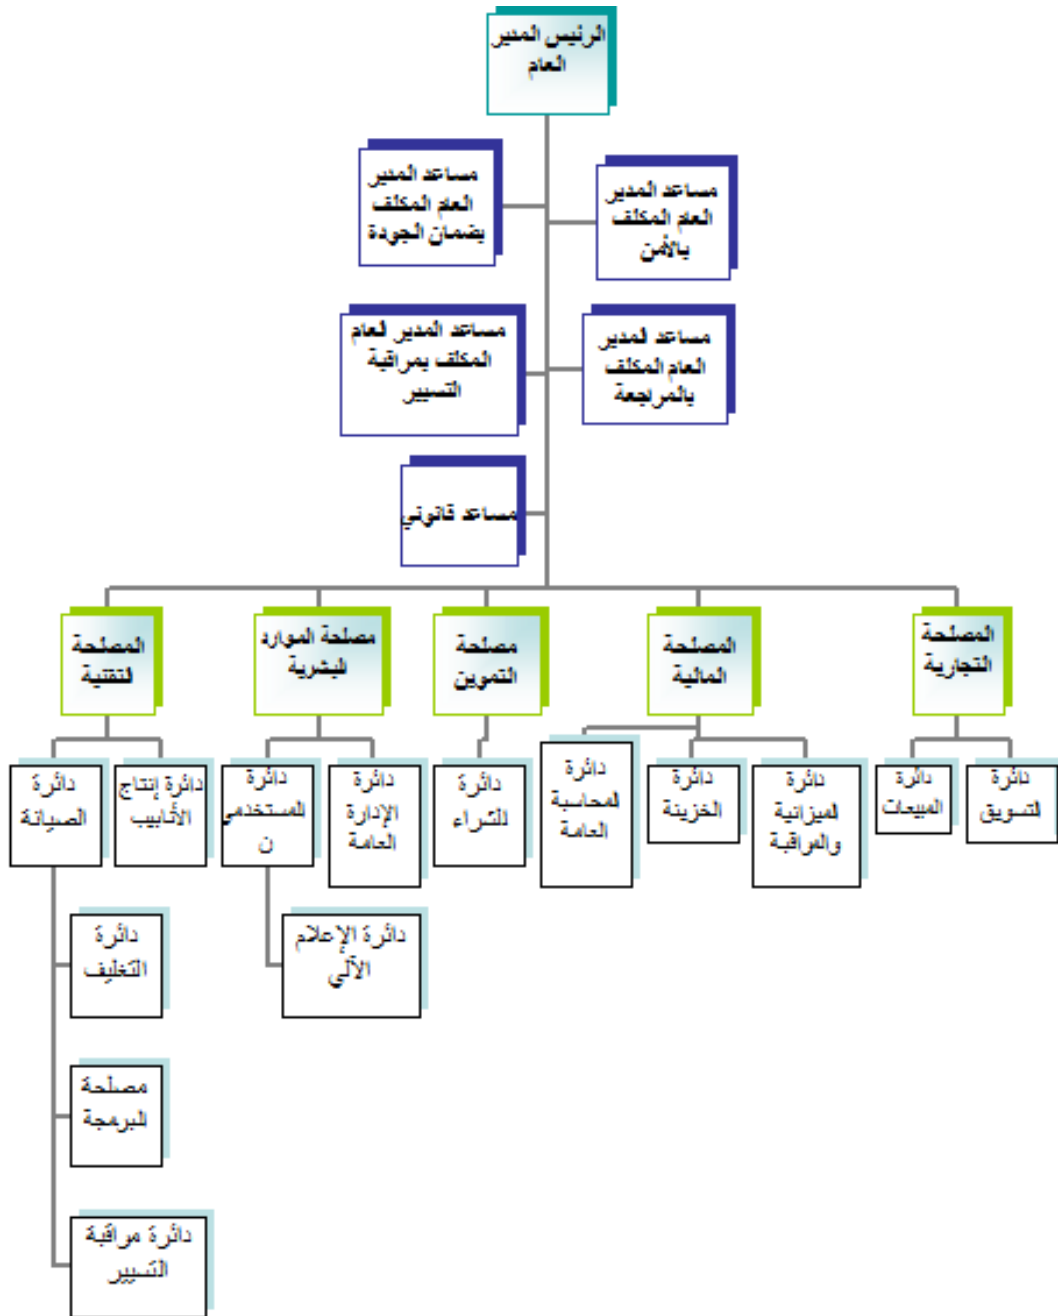 الرئيس المدير
العام
مساعد المدير
العام المكلف
بالأمن
مساعد المدير
العام المكلف
بضمان الجودة
مساعد المدير
العام المكلف
بالمراجعة
مساعد المدير العام
المكلف بمراقبة
التسيير
مساعد قانوني
المصلحة
التجارية
المصلحة
المالية
مصلحة
التموين
مصلحة الموارد
البشرية
المصلحة
التقنية
دائرة
التسويق
دائرة
المبيعات
دائرة
الميزانية
والمراقبة
دائرة
الخزينة
دائرة
المحاسبة
العامة
دائرة
الشراء
دائرة
الإدارة
العامة
دائرة
المستخدمي
ن
دائرة إنتاج
الأنابيب
دائرة
الصيانة
دائرة الإعلام
الآلي
دائرة
التغليف
مصلحة
البرمجة
دائرة مراقبة
التسيير